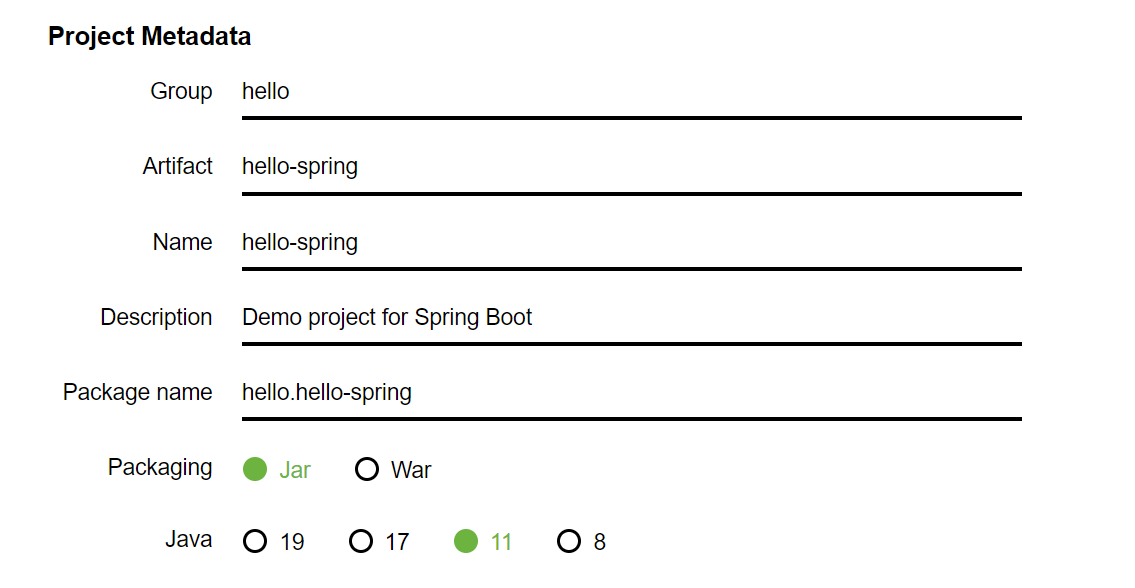 Project Metadata
Group hello
Artifact hello-spring
Name hello-spring
Description Demo project for Spring Boot
Package name hello.hello-spring
Packaging Jar War
Java 19 17 11 8